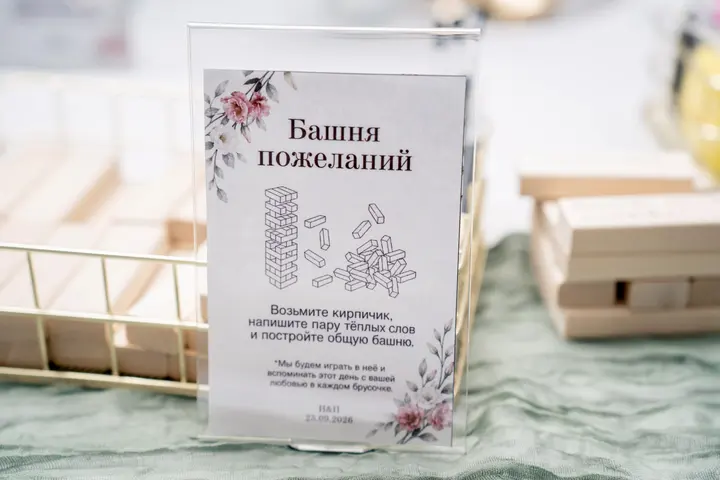 Башня
пожеланий
Возьмите кирпичик,
напишите пару тёплых слов
и постройте общую башню.
*Мы будем играть в неё и
вспоминать этот день с вашей
любовью в каждом брусочке.
23.09.2026